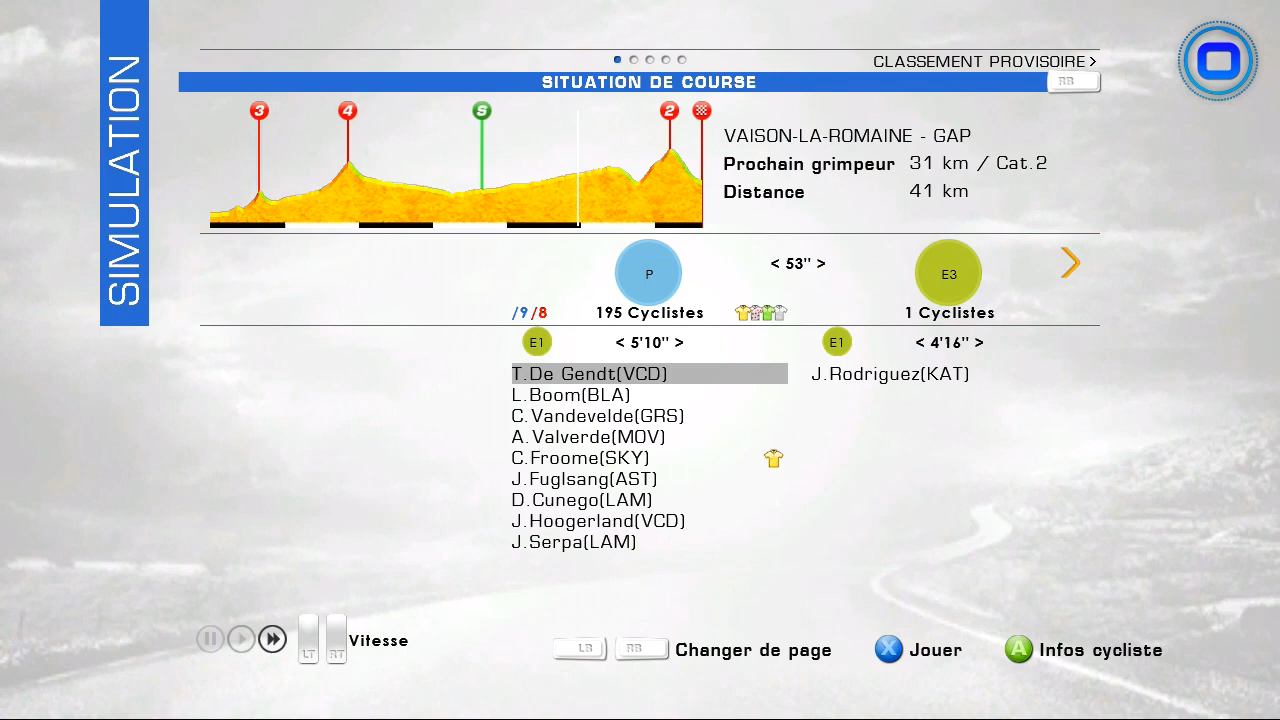 SIMULATION
CLASSEMENT PROVISOIRE >
SITUATION DE COURSE
RB
3
4
S
2
VAISON-LA-ROMAINE - GAP
Prochain grimpeur 31 km / Cat.2
Distance 41 km
P
< 53'' >
E3
/9 /8
195 Cyclistes
1 Cyclistes
E1
< 5'10'' >
E1
< 4'16'' >
T.De Gendt(VCD)
J.Rodriguez(KAT)
L.Boom(BLA)
C.Vandevelde(GRS)
A.Valverde(MOV)
C.Froome(SKY)
J.Fuglsang(AST)
D.Cunego(LAM)
J.Hoogerland(VCD)
J.Serpa(LAM)
LT
RT
Vitesse
LB
RB
Changer de page
X
Jouer
A
Infos cycliste